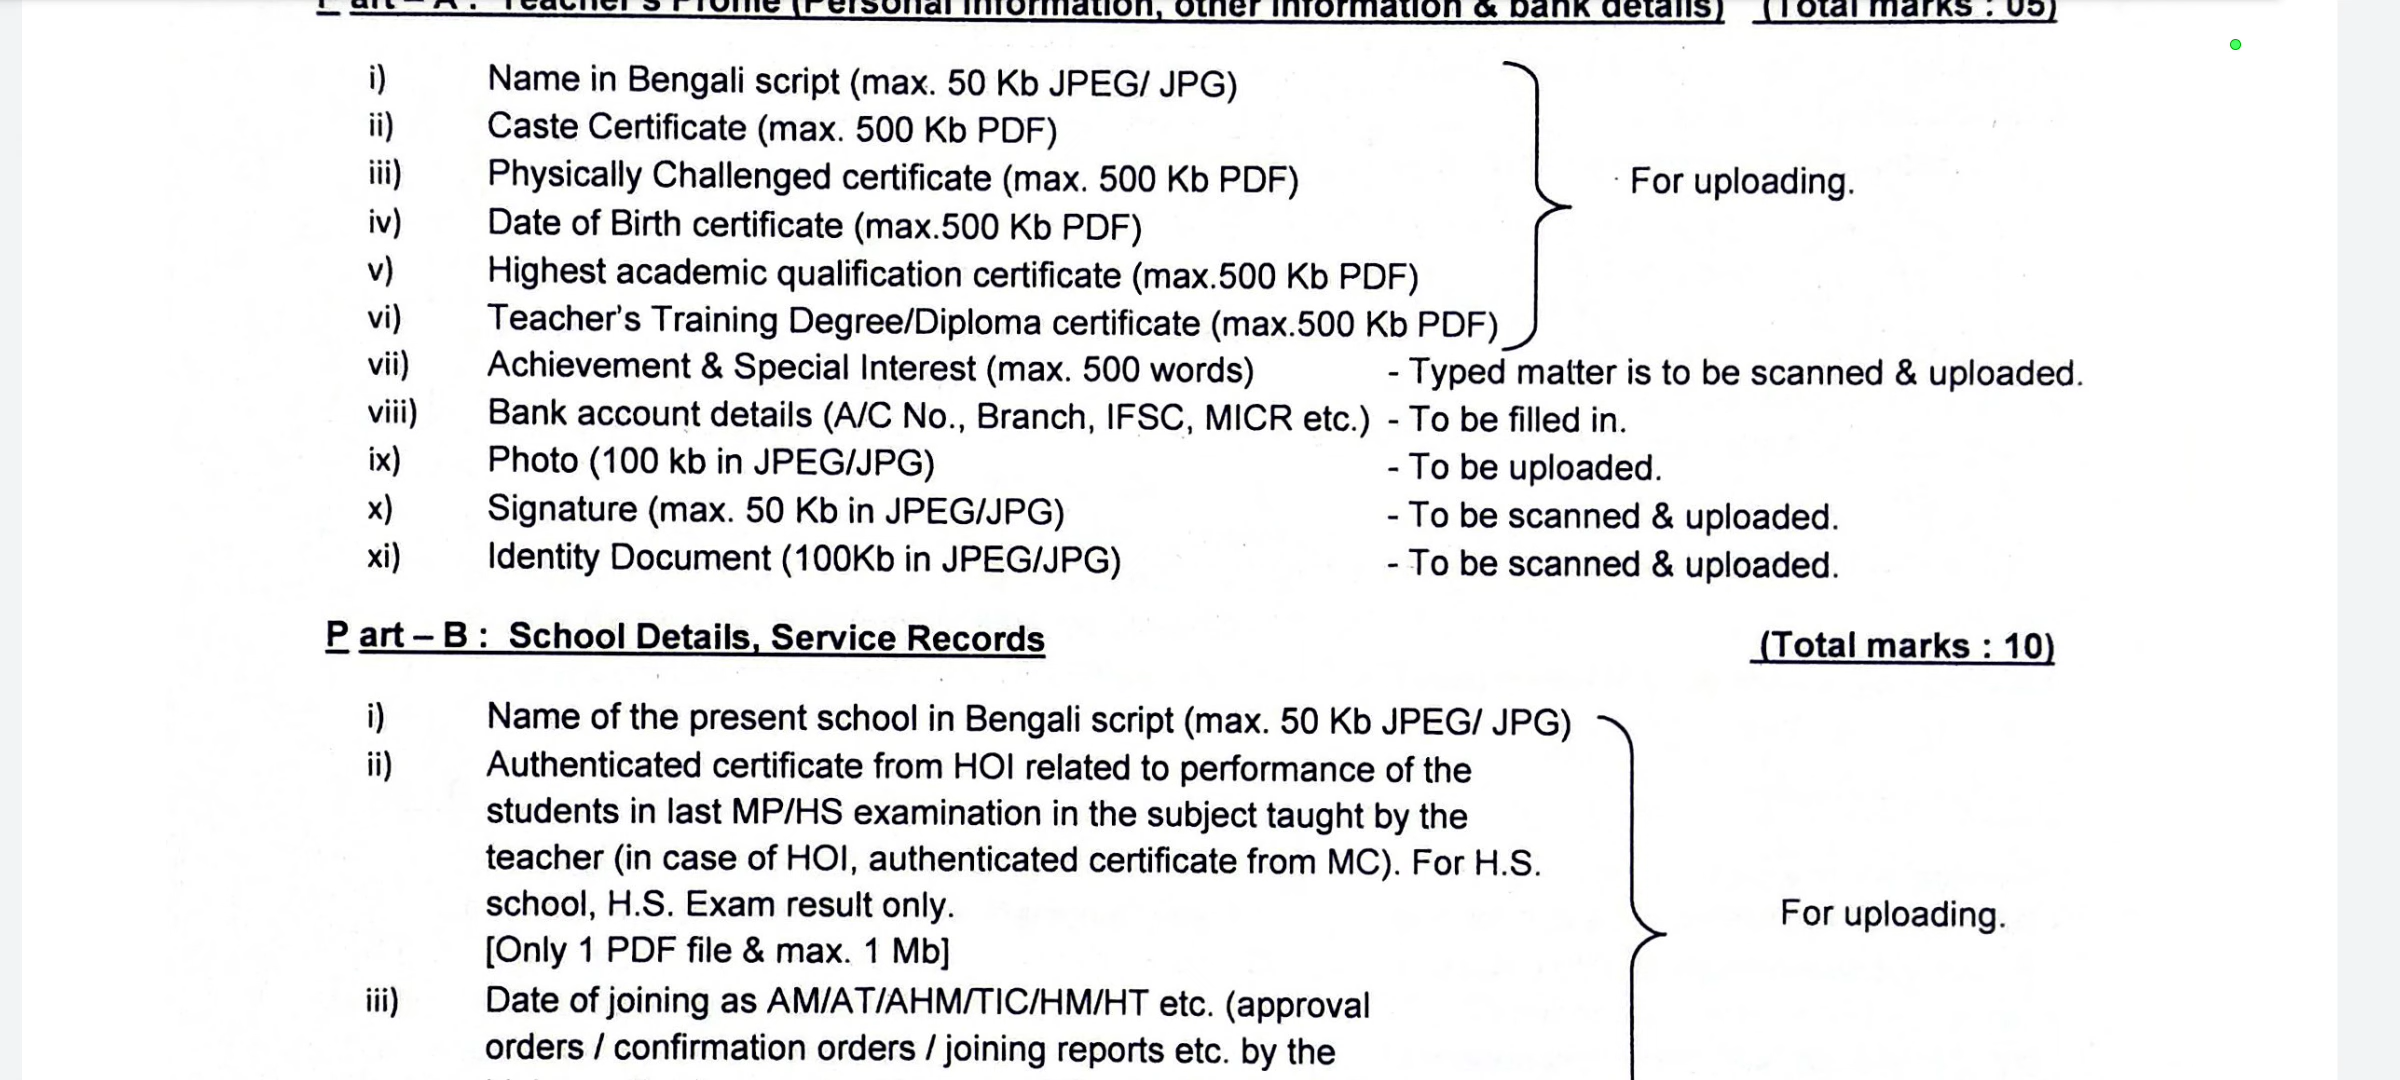 P art – A : Teacher's Profile (Personal information, other information & bank details) (Total marks : 05)
i) Name in Bengali script (max. 50 Kb JPEG/ JPG)
ii) Caste Certificate (max. 500 Kb PDF)
iii) Physically Challenged certificate (max. 500 Kb PDF)
For uploading.
iv) Date of Birth certificate (max.500 Kb PDF)
v) Highest academic qualification certificate (max.500 Kb PDF)
vi) Teacher's Training Degree/Diploma certificate (max.500 Kb PDF)
vii) Achievement & Special Interest (max. 500 words) - Typed matter is to be scanned & uploaded.
viii) Bank account details (A/C No., Branch, IFSC, MICR etc.) - To be filled in.
ix) Photo (100 kb in JPEG/JPG) - To be uploaded.
x) Signature (max. 50 Kb in JPEG/JPG) - To be scanned & uploaded.
xi) Identity Document (100Kb in JPEG/JPG) - To be scanned & uploaded.
P art – B : School Details, Service Records (Total marks : 10)
i) Name of the present school in Bengali script (max. 50 Kb JPEG/ JPG)
ii) Authenticated certificate from HOI related to performance of the
students in last MP/HS examination in the subject taught by the
teacher (in case of HOI, authenticated certificate from MC). For H.S.
school, H.S. Exam result only.
For uploading.
[Only 1 PDF file & max. 1 Mb]
iii) Date of joining as AM/AT/AHM/TIC/HM/HT etc. (approval
orders / confirmation orders / joining reports etc. by the